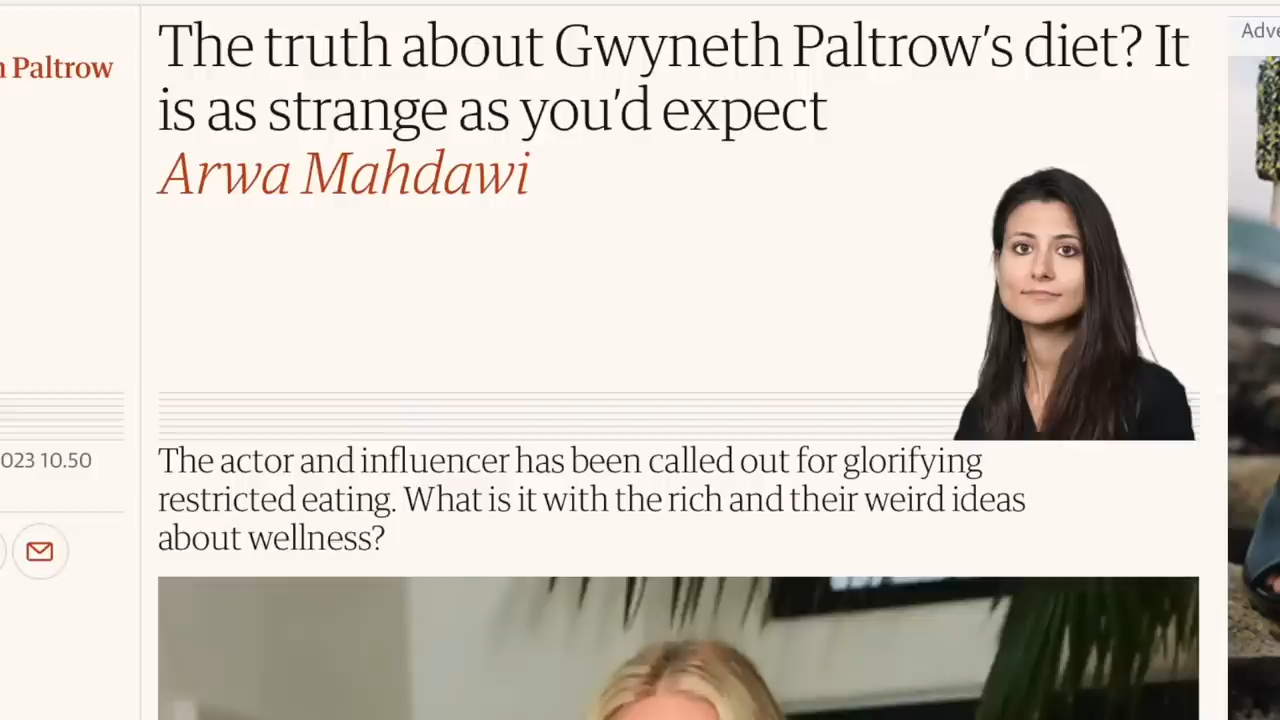 The truth about Gwyneth Paltrow's diet? It
is as strange as you'd expect
Arwa Mahdawi
Paltrow
The actor and influencer has been called out for glorifying
restricted eating. What is it with the rich and their weird ideas
about wellness?
023 10.50
Adve